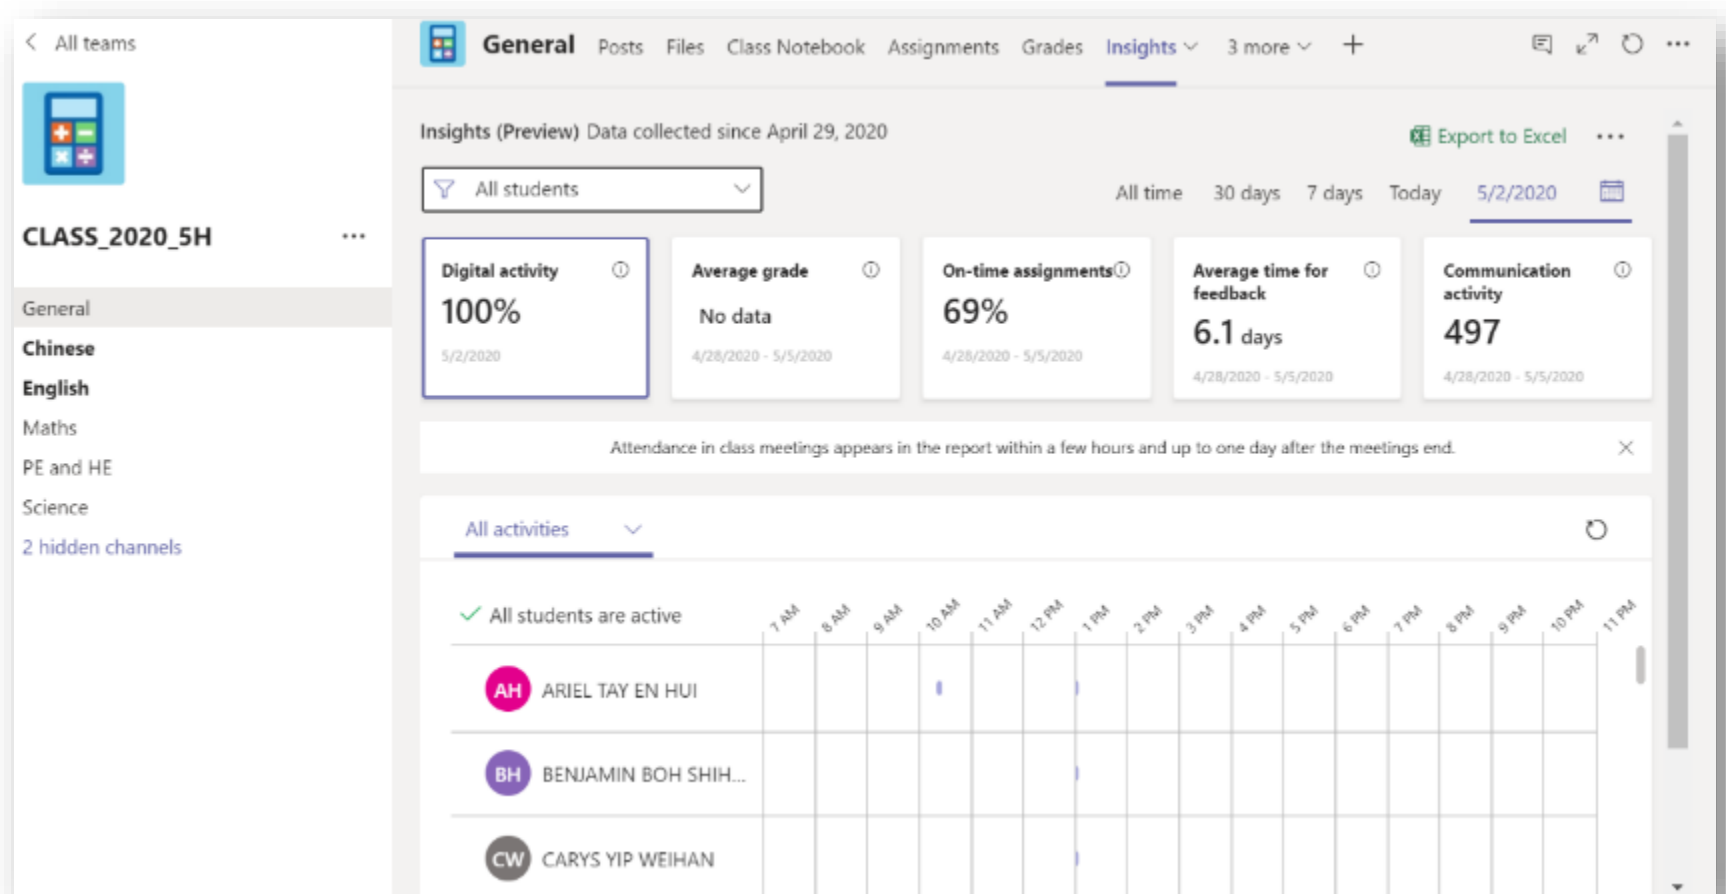 All teams
General Posts Files Class Notebook Assignments Grades Insights 3 more
Insights (Preview) Data collected since April 29, 2020
Export to Excel
All students
All time 30 days 7 days Today 5/2/2020
CLASS_2020_5H
General
Chinese
English
Maths
PE and HE
Science
2 hidden channels
Digital activity
100%
5/2/2020
Average grade
No data
4/28/2020 - 5/5/2020
On-time assignments
69%
4/28/2020 - 5/5/2020
Average time for
feedback
6.1 days
4/28/2020 - 5/5/2020
Communication
activity
497
4/28/2020 - 5/5/2020
Attendance in class meetings appears in the report within a few hours and up to one day after the meetings end.
All activities
All students are active
7 AM 8 AM 9 AM 10 AM 11 AM 12 PM 1 PM 2 PM 3 PM 4 PM 5 PM 6 PM 7 PM 8 PM 9 PM 10 PM 11 PM
AH ARIEL TAY EN HUI
BH BENJAMIN BOH SHIH...
CW CARYS YIP WEIHAN